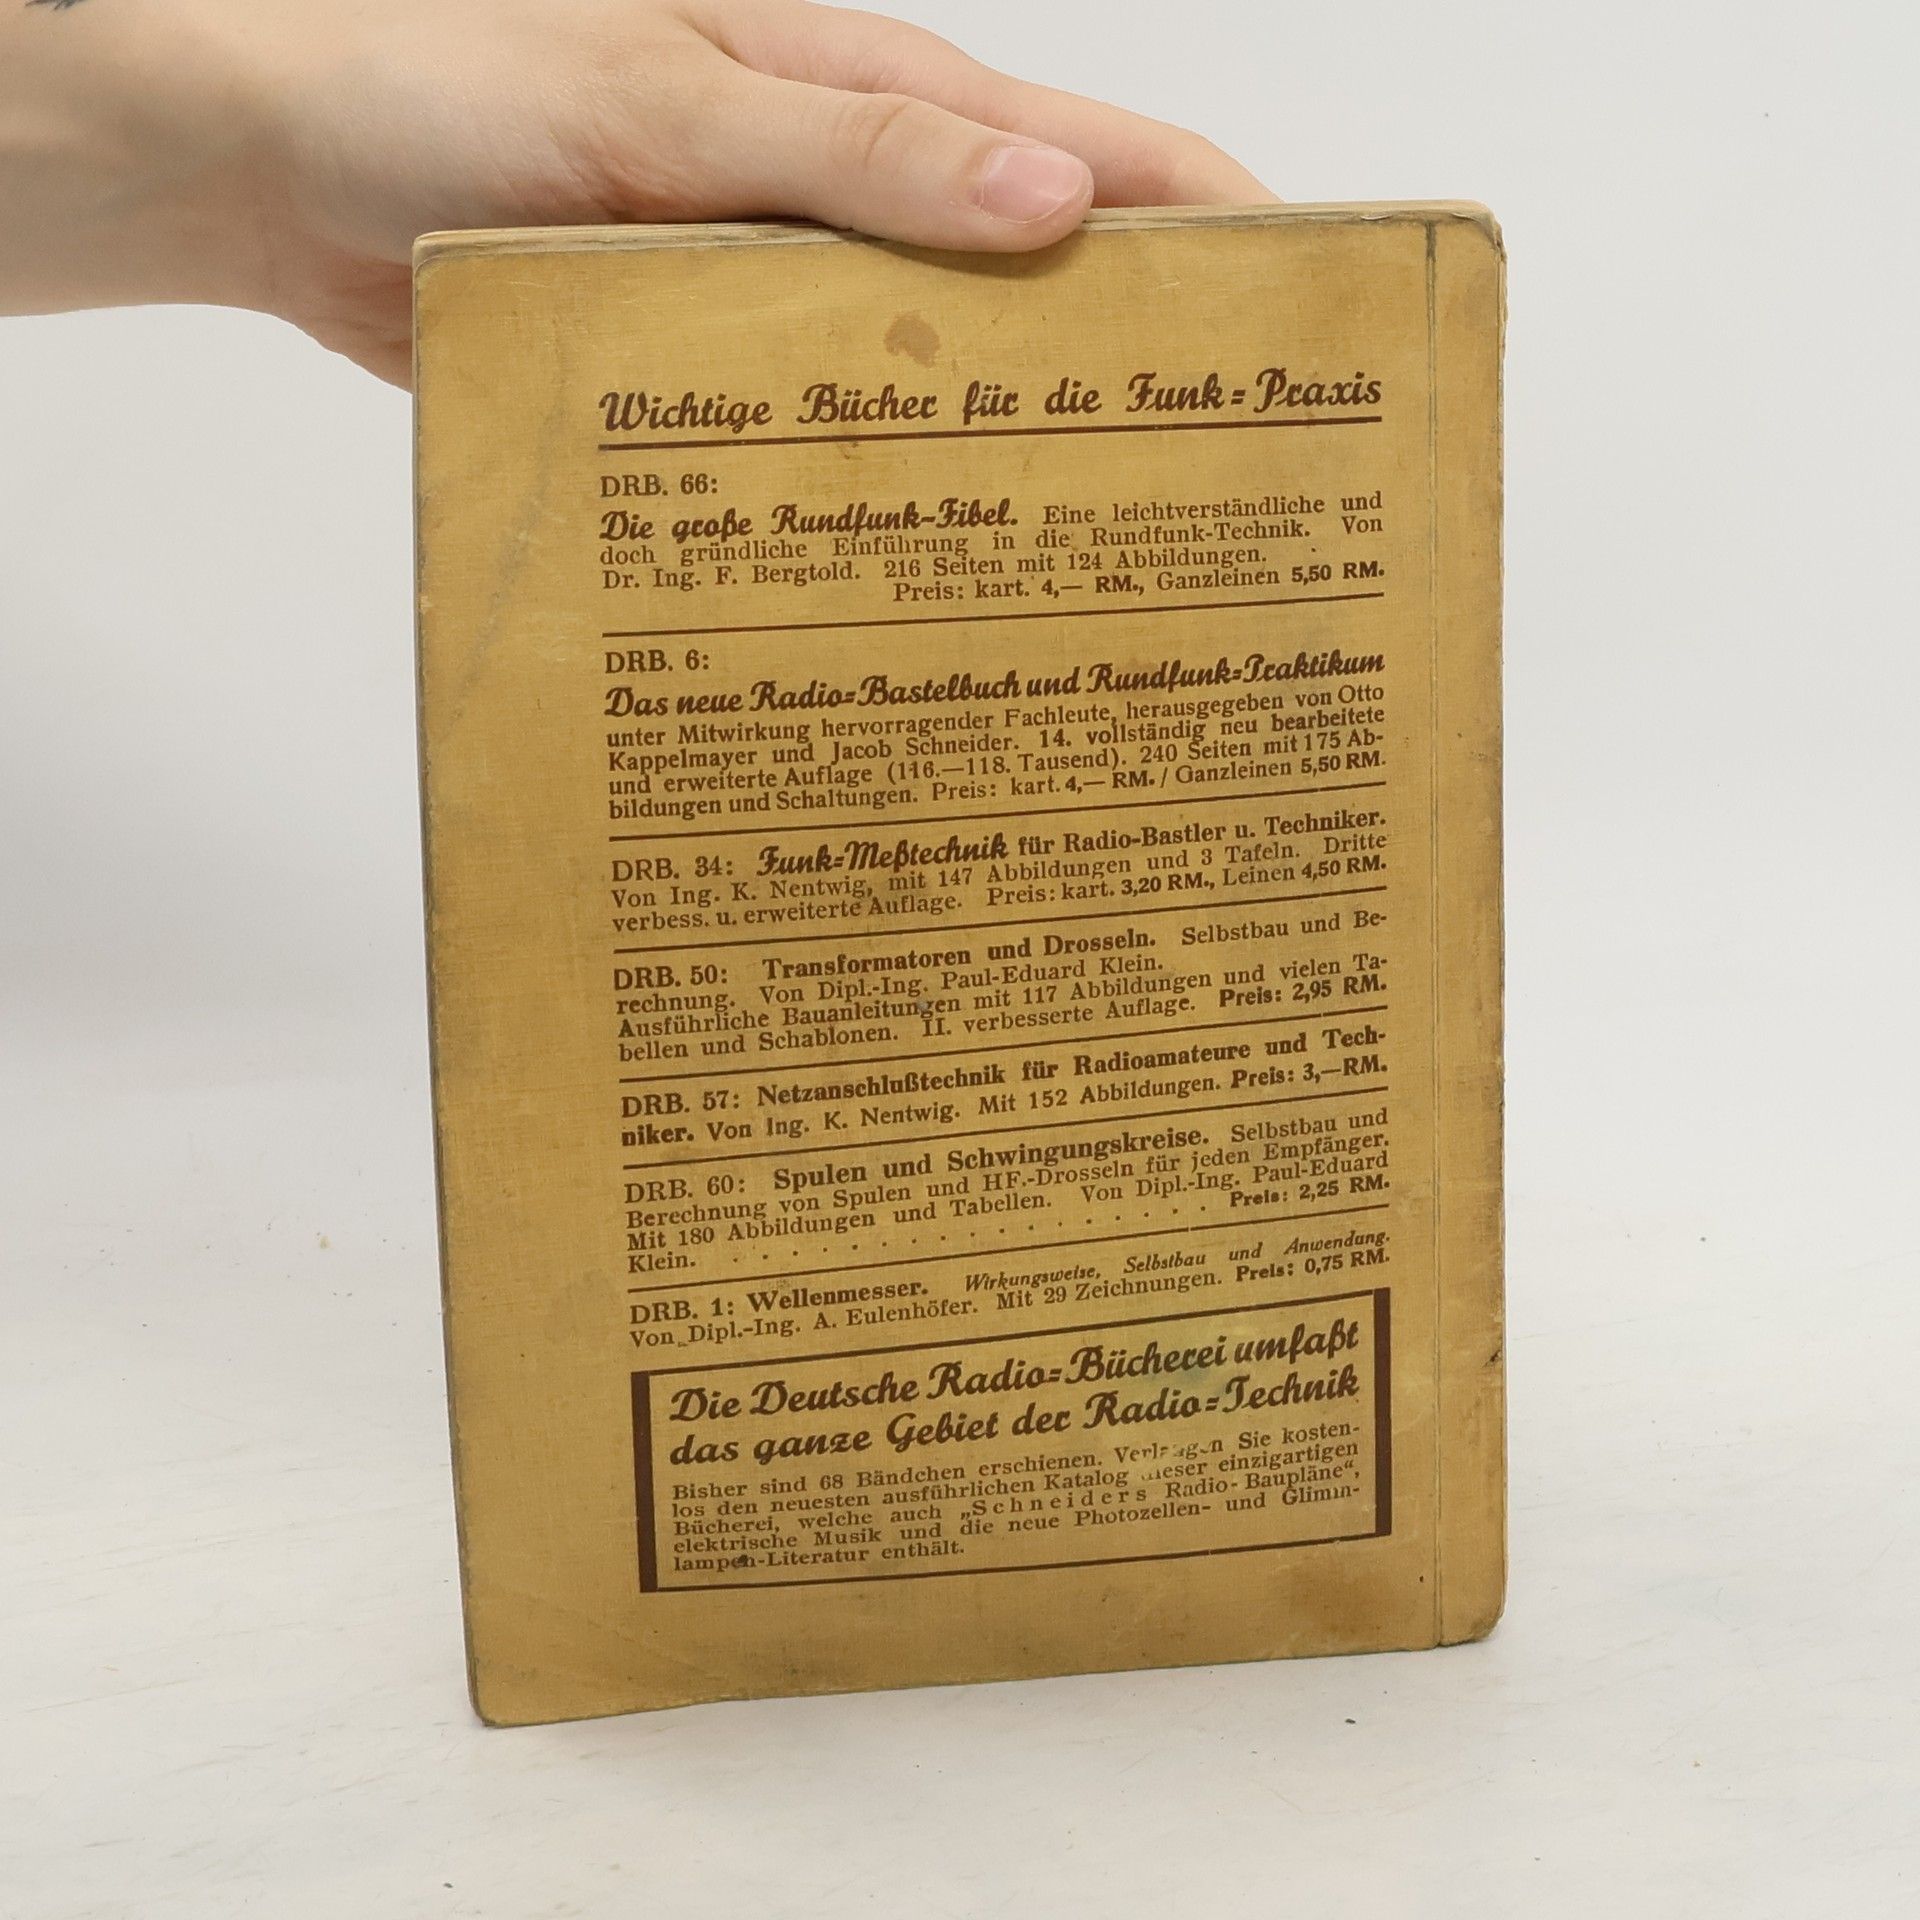 Wichtige Bücher für die Funk=Praxis
DRB. 66:
Die große Rundfunk-Fibel. Eine leichtverständliche und
doch gründliche Einführung in die Rundfunk-Technik. Von
Dr. Ing. F. Bergtold. 216 Seiten mit 124 Abbildungen.
Preis: kart. 4,— RM., Ganzleinen 5,50 RM.
DRB. 6:
Das neue Radio=Bastelbuch und Rundfunk=Praktikum
unter Mitwirkung hervorragender Fachleute, herausgegeben von Otto
Kappelmayer und Jacob Schneider. 14. vollständig neu bearbeitete
und erweiterte Auflage (116.—118. Tausend). 240 Seiten mit 175 Ab-
bildungen und Schaltungen. Preis: kart. 4,— RM. / Ganzleinen 5,50 RM.
DRB. 34: Funk=Meßtechnik für Radio-Bastler u. Techniker.
Von Ing. K. Nentwig, mit 147 Abbildungen und 3 Tafeln. Dritte
verbess. u. erweiterte Auflage. Preis: kart. 3,20 RM., Leinen 4,50 RM.
DRB. 50: Transformatoren und Drosseln. Selbstbau und Be-
rechnung. Von Dipl.-Ing. Paul-Eduard Klein.
Ausführliche Bauanleitungen mit 117 Abbildungen und vielen Ta-
bellen und Schablonen. II. verbesserte Auflage. Preis: 2,95 RM.
DRB. 57: Netzanschlußtechnik für Radioamateure und Tech-
niker. Von Ing. K. Nentwig. Mit 152 Abbildungen. Preis: 3,—RM.
DRB. 60: Spulen und Schwingungskreise. Selbstbau und
Berechnung von Spulen und HF.-Drosseln für jeden Empfänger.
Mit 180 Abbildungen und Tabellen. Von Dipl.-Ing. Paul-Eduard
Klein. . . . . . . . . . . . . . . . . . Preis: 2,25 RM.
DRB. 1: Wellenmesser. Wirkungsweise, Selbstbau und Anwendung.
Von Dipl.-Ing. A. Eulenhöfer. Mit 29 Zeichnungen. Preis: 0,75 RM.
Die Deutsche Radio=Bücherei umfaßt
das ganze Gebiet der Radio=Technik
Bisher sind 68 Bändchen erschienen. Sie kosten-
los den neuesten ausführlichen Katalog dieser einzigartigen
Bücherei, welche auch „Schneiders Radio-Baupläne“,
elektrische Musik und die neue Photozellen- und Glimm-
lampen-Literatur enthält.